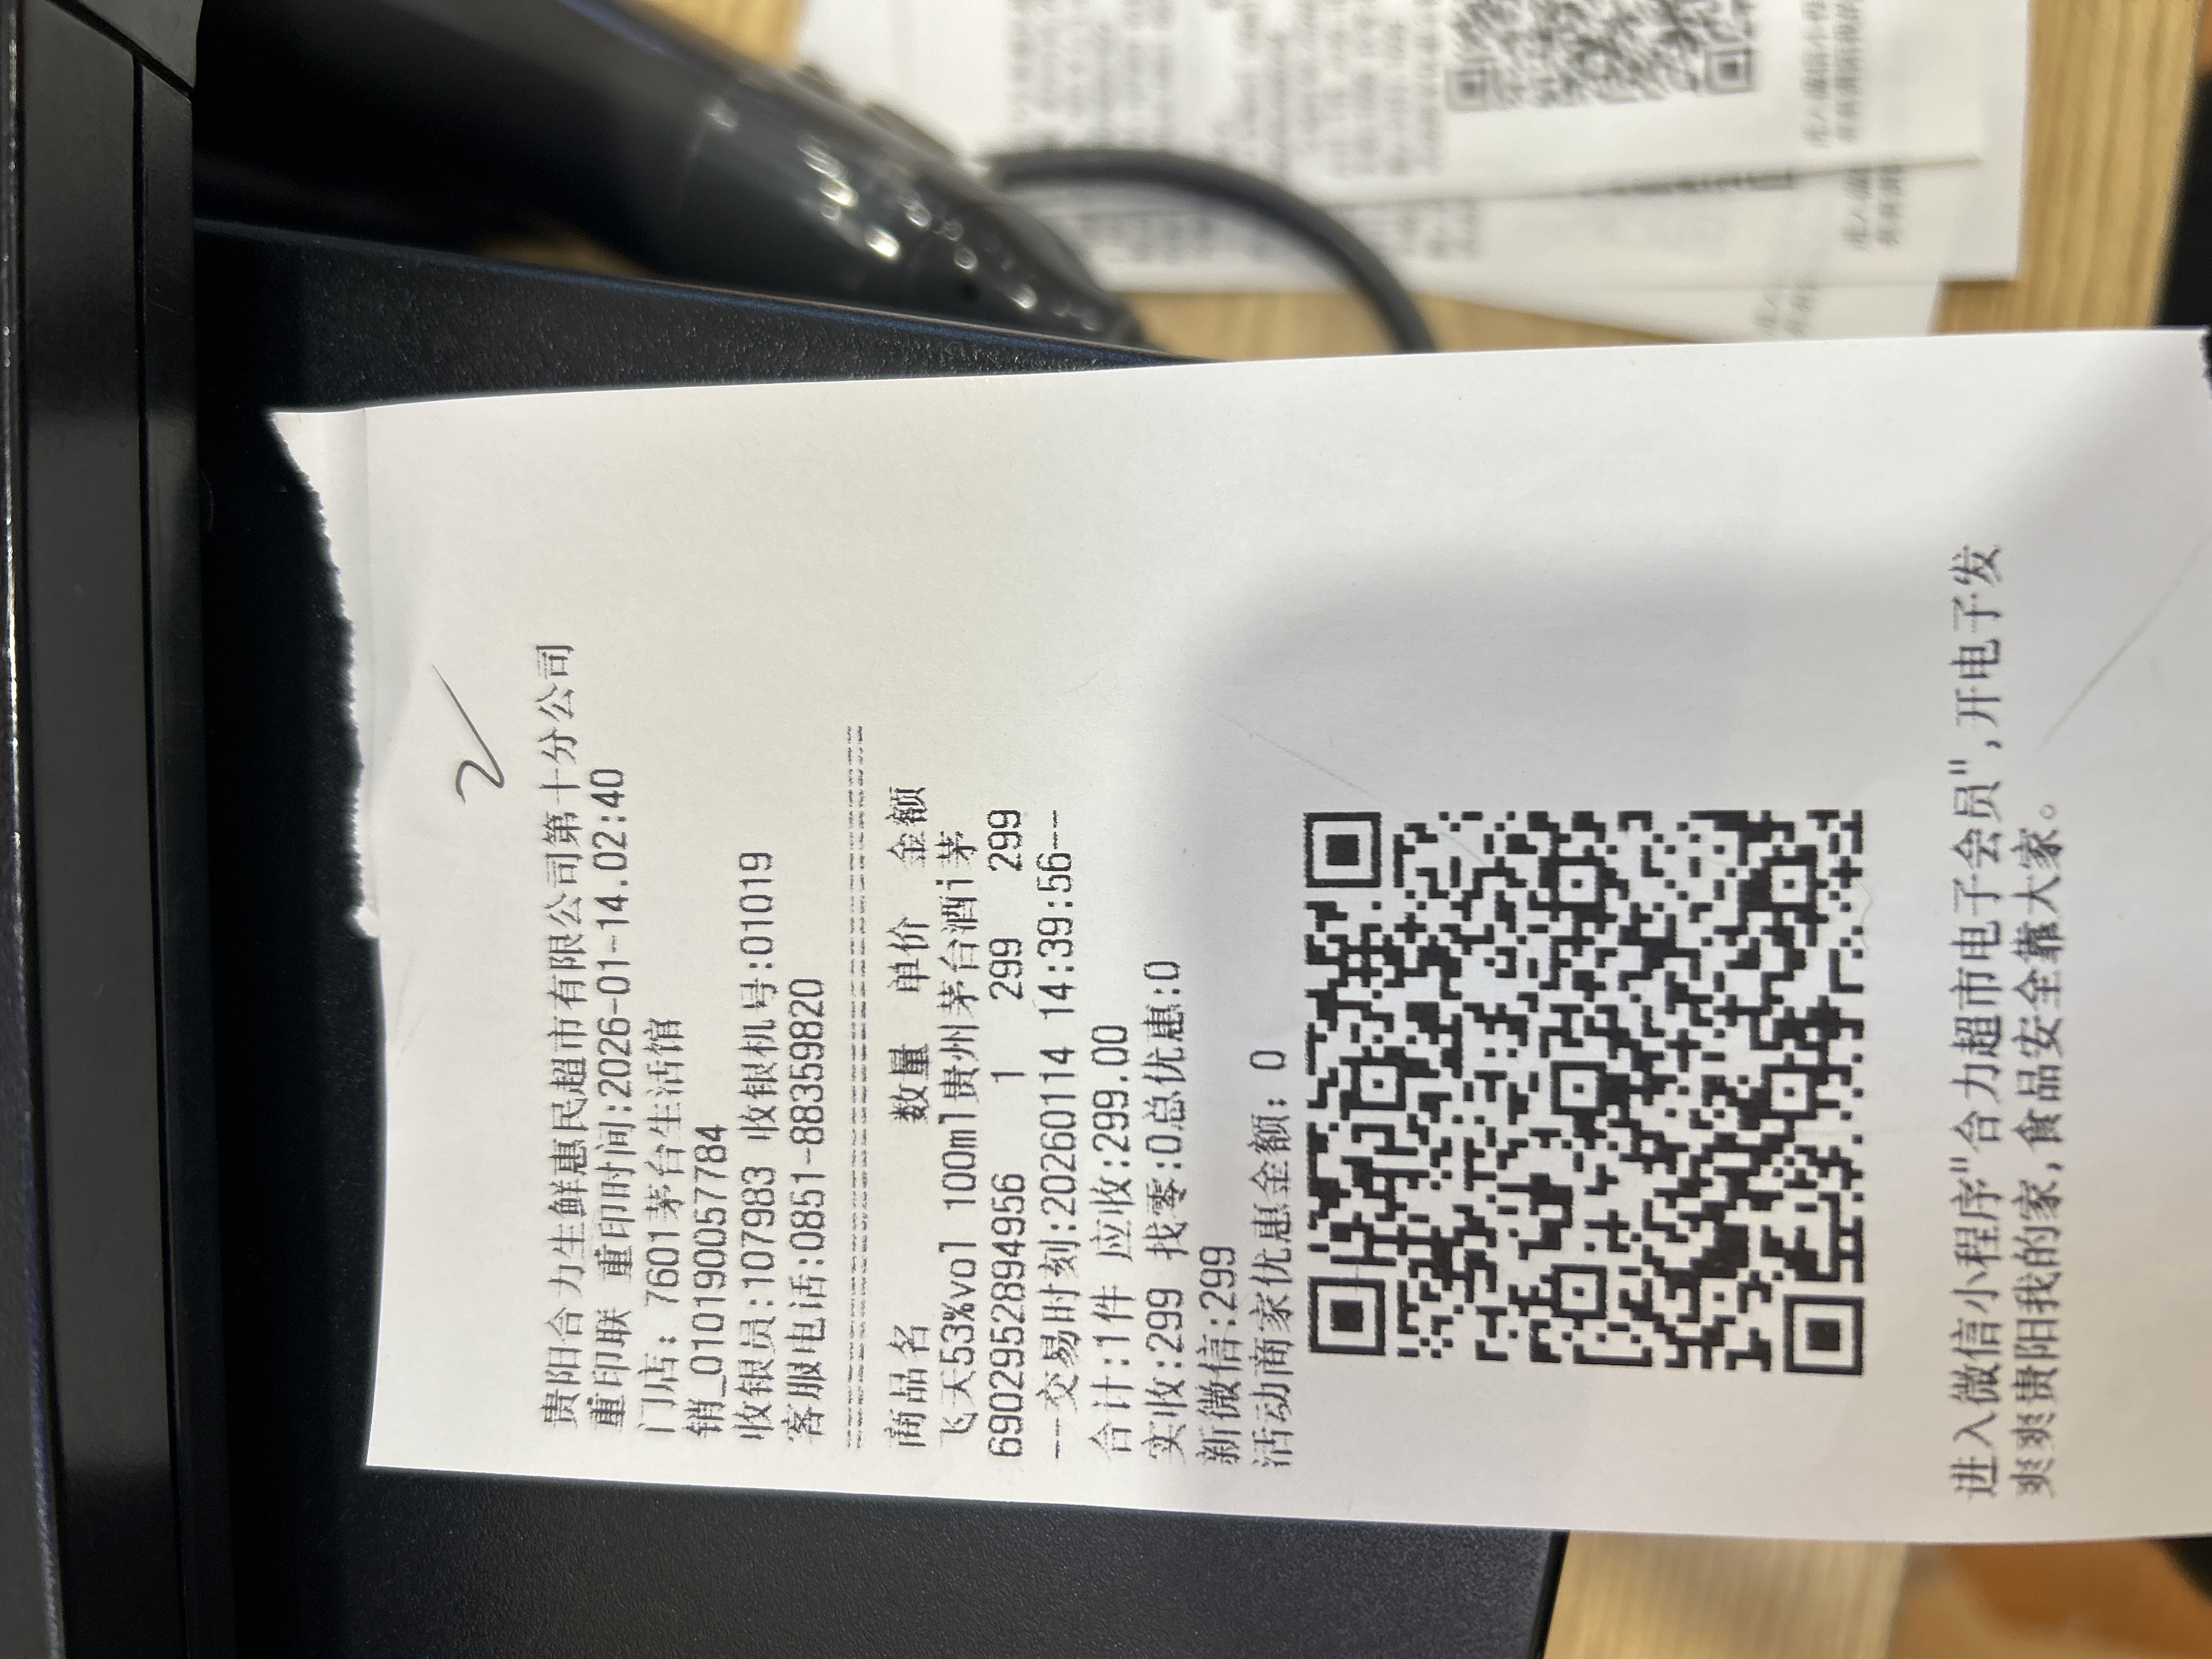 2
贵阳合力生鲜惠民超市有限公司第十分公司
重印联 重印时间:2026-01-14.02:40
门店: 7601茅台生活馆
销_010190057784
收银员:107983 收银机号:01019
客服电话:0851-88359820
商品名 数量 单价 金额
飞天53%vol 100ml贵州茅台酒i茅
6902952894956 1 299 299
---交易时刻:20260114 14:39:56---
合计:1件 应收:299.00
实收:299 找零:0总优惠:0
新微信:299
活动商家优惠金额: 0
进入微信小程序"合力超市电子会员",开电子发
爽爽贵阳我的家,食品安全靠大家。